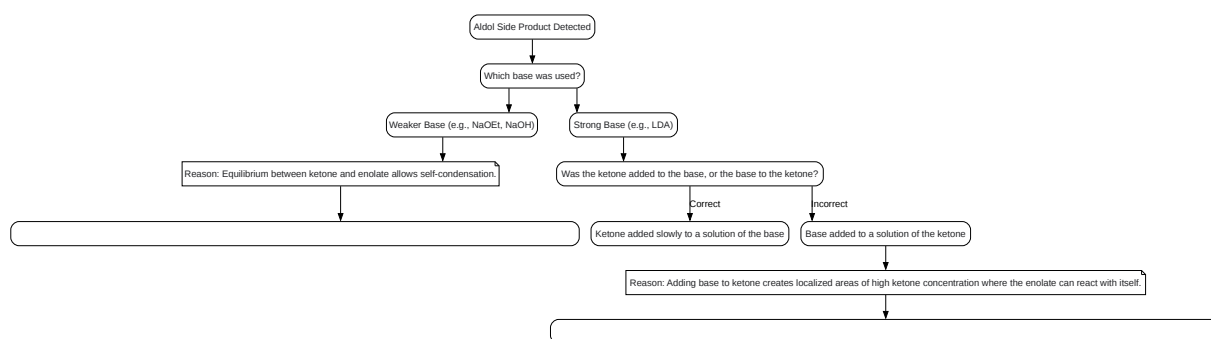 Aldol Side Product Detected
Which base was used?
Weaker Base (e.g., NaOEt, NaOH)
Strong Base (e.g., LDA)
Reason: Equilibrium between ketone and enolate allows self-condensation.
Was the ketone added to the base, or the base to the ketone?
Correct
Incorrect
Ketone added slowly to a solution of the base
Base added to a solution of the ketone
Reason: Adding base to ketone creates localized areas of high ketone concentration where the enolate can react with itself.